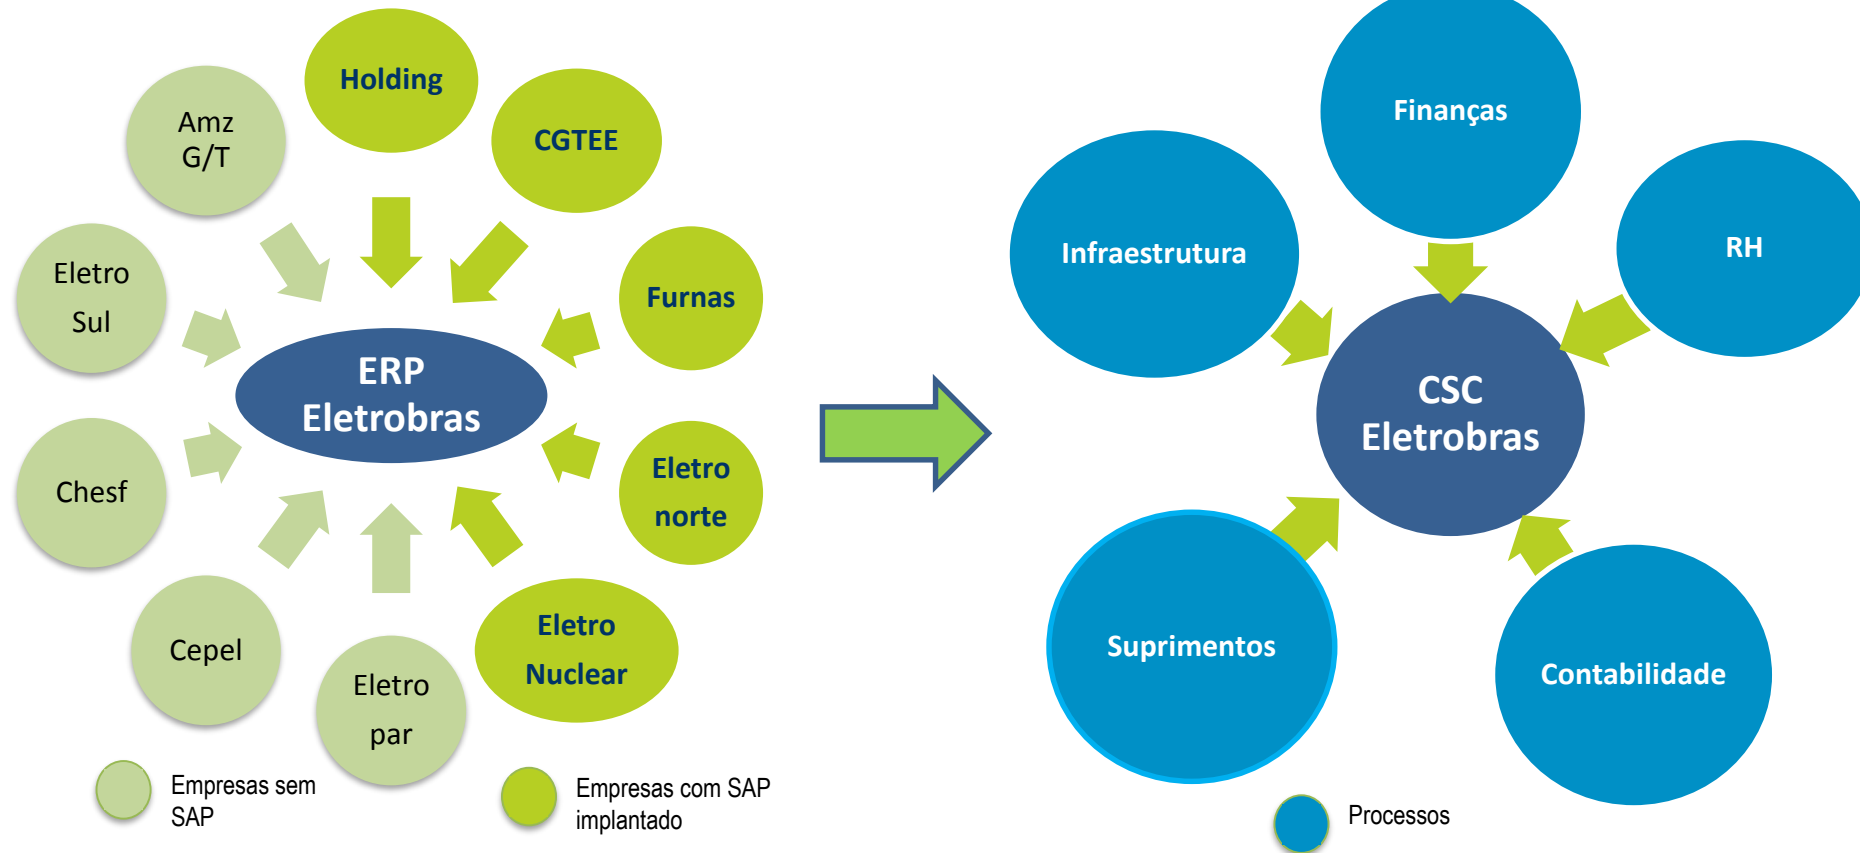 Holding
Amz
G/T
CGTEE
Eletro
Sul
Furnas
ERP
Eletrobras
Chesf
Eletro
norte
Cepel
Eletro
par
Eletro
Nuclear
Empresas sem
SAP
Empresas com SAP
implantado
Finanças
Infraestrutura
RH
CSC
Eletrobras
Suprimentos
Contabilidade
Processos